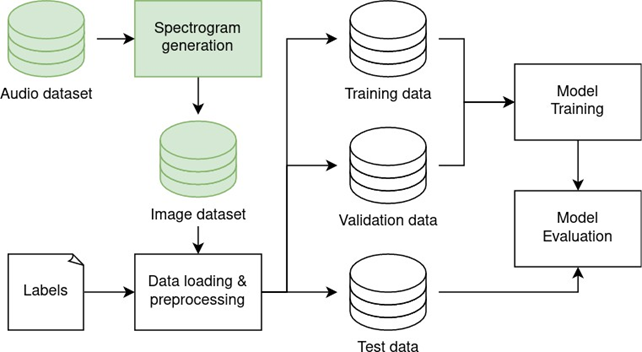 Spectrogram
generation
Audio dataset
Training data
Model
Training
Image dataset
Validation data
Model
Evaluation
Labels
Data loading &
preprocessing
Test data